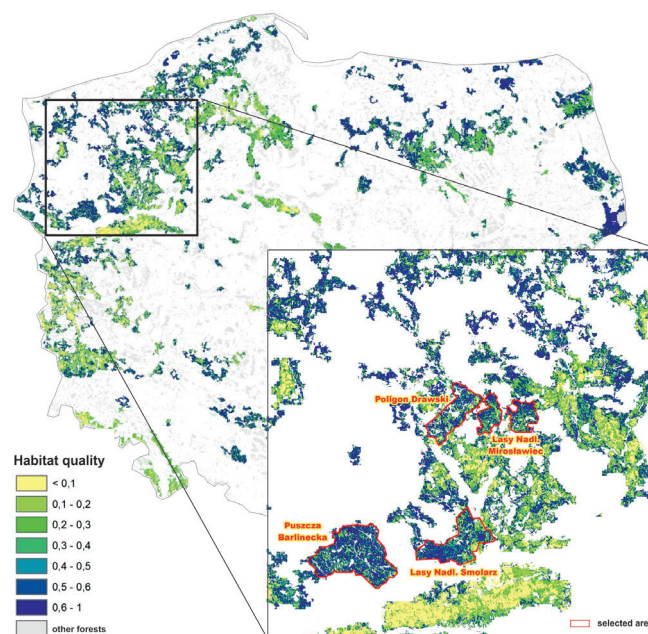 Poligon Drawski
Lasy Nadl.
Mirosławiec
Habitat quality
< 0,1
0,1 - 0,2
0,2 - 0,3
0,3 - 0,4
0,4 - 0,5
0,5 - 0,6
0,6 - 1
other forests
Puszcza
Barlinecka
Lasy Nadl. Smolarz
selected are